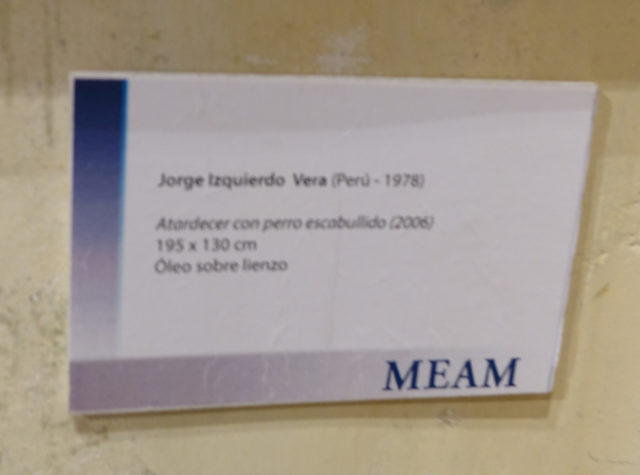 Jorge Izquierdo Vera (Perú - 1978)
Atardecer con perro escabullido (2006)
195 x 130 cm
Óleo sobre lienzo
MEAM